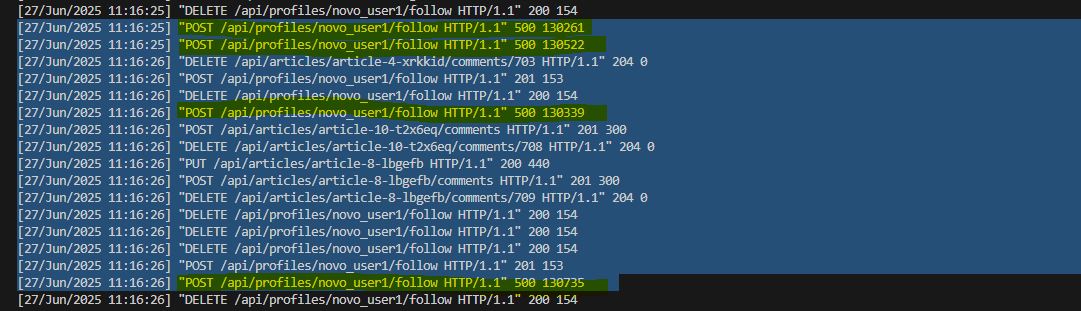 [27/Jun/2025 11:16:25] "DELETE /api/profiles/novo_user1/follow HTTP/1.1" 200 154
[27/Jun/2025 11:16:25] "POST /api/profiles/novo_user1/follow HTTP/1.1" 500 130261
[27/Jun/2025 11:16:26] "POST /api/profiles/novo_user1/follow HTTP/1.1" 500 130522
[27/Jun/2025 11:16:26] "DELETE /api/articles/article-4-xrkkid/comments/703 HTTP/1.1" 204 0
[27/Jun/2025 11:16:26] "POST /api/profiles/novo_user1/follow HTTP/1.1" 201 153
[27/Jun/2025 11:16:26] "DELETE /api/profiles/novo_user1/follow HTTP/1.1" 200 154
[27/Jun/2025 11:16:26] "POST /api/profiles/novo_user1/follow HTTP/1.1" 500 130339
[27/Jun/2025 11:16:26] "POST /api/articles/article-10-t2x6eq/comments HTTP/1.1" 201 300
[27/Jun/2025 11:16:26] "DELETE /api/articles/article-10-t2x6eq/comments/708 HTTP/1.1" 204 0
[27/Jun/2025 11:16:26] "PUT /api/articles/article-8-lbgefb HTTP/1.1" 200 440
[27/Jun/2025 11:16:26] "POST /api/articles/article-8-lbgefb/comments HTTP/1.1" 201 300
[27/Jun/2025 11:16:26] "DELETE /api/articles/article-8-lbgefb/comments/709 HTTP/1.1" 204 0
[27/Jun/2025 11:16:26] "DELETE /api/profiles/novo_user1/follow HTTP/1.1" 200 154
[27/Jun/2025 11:16:26] "DELETE /api/profiles/novo_user1/follow HTTP/1.1" 200 154
[27/Jun/2025 11:16:26] "DELETE /api/profiles/novo_user1/follow HTTP/1.1" 200 154
[27/Jun/2025 11:16:26] "POST /api/profiles/novo_user1/follow HTTP/1.1" 201 153
[27/Jun/2025 11:16:26] "POST /api/profiles/novo_user1/follow HTTP/1.1" 500 130735
[27/Jun/2025 11:16:26] "DELETE /api/profiles/novo_user1/follow HTTP/1.1" 200 154